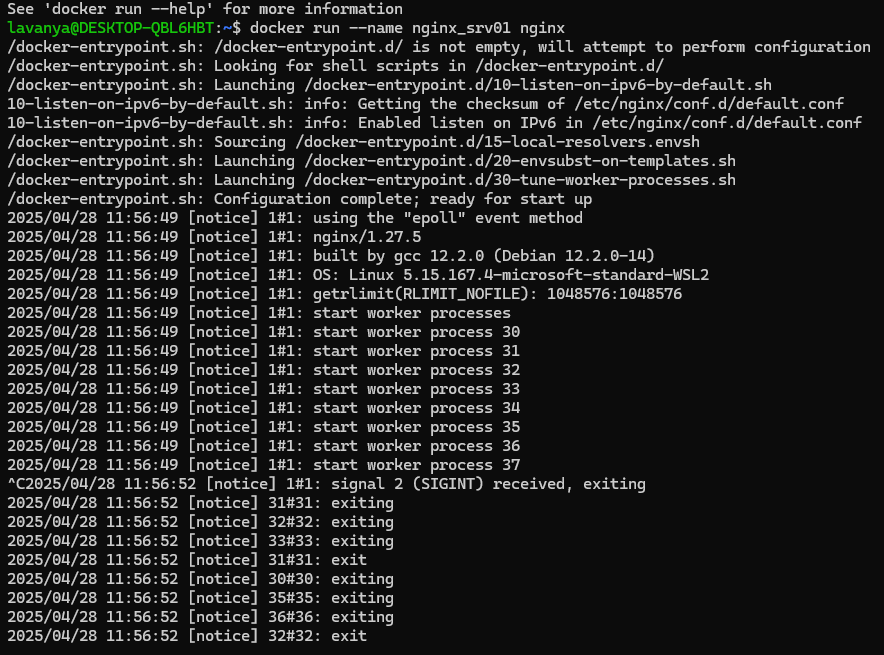 See 'docker run --help' for more information
lavanya@DESKTOP-QBL6HBT:~$ docker run --name nginx_srv01 nginx
/docker-entrypoint.sh: /docker-entrypoint.d/ is not empty, will attempt to perform configuration
/docker-entrypoint.sh: Looking for shell scripts in /docker-entrypoint.d/
/docker-entrypoint.sh: Launching /docker-entrypoint.d/10-listen-on-ipv6-by-default.sh
10-listen-on-ipv6-by-default.sh: info: Getting the checksum of /etc/nginx/conf.d/default.conf
10-listen-on-ipv6-by-default.sh: info: Enabled listen on IPv6 in /etc/nginx/conf.d/default.conf
/docker-entrypoint.sh: Sourcing /docker-entrypoint.d/15-local-resolvers.envsh
/docker-entrypoint.sh: Launching /docker-entrypoint.d/20-envsubst-on-templates.sh
/docker-entrypoint.sh: Launching /docker-entrypoint.d/30-tune-worker-processes.sh
/docker-entrypoint.sh: Configuration complete; ready for start up
2025/04/28 11:56:49 [notice] 1#1: using the "epoll" event method
2025/04/28 11:56:49 [notice] 1#1: nginx/1.27.5
2025/04/28 11:56:49 [notice] 1#1: built by gcc 12.2.0 (Debian 12.2.0-14)
2025/04/28 11:56:49 [notice] 1#1: OS: Linux 5.15.167.4-microsoft-standard-WSL2
2025/04/28 11:56:49 [notice] 1#1: getrlimit(RLIMIT_NOFILE): 1048576:1048576
2025/04/28 11:56:49 [notice] 1#1: start worker processes
2025/04/28 11:56:49 [notice] 1#1: start worker process 30
2025/04/28 11:56:49 [notice] 1#1: start worker process 31
2025/04/28 11:56:49 [notice] 1#1: start worker process 32
2025/04/28 11:56:49 [notice] 1#1: start worker process 33
2025/04/28 11:56:49 [notice] 1#1: start worker process 34
2025/04/28 11:56:49 [notice] 1#1: start worker process 35
2025/04/28 11:56:49 [notice] 1#1: start worker process 36
2025/04/28 11:56:49 [notice] 1#1: start worker process 37
^C2025/04/28 11:56:52 [notice] 1#1: signal 2 (SIGINT) received, exiting
2025/04/28 11:56:52 [notice] 31#31: exiting
2025/04/28 11:56:52 [notice] 32#32: exiting
2025/04/28 11:56:52 [notice] 33#33: exiting
2025/04/28 11:56:52 [notice] 31#31: exit
2025/04/28 11:56:52 [notice] 30#30: exiting
2025/04/28 11:56:52 [notice] 35#35: exiting
2025/04/28 11:56:52 [notice] 36#36: exiting
2025/04/28 11:56:52 [notice] 32#32: exit